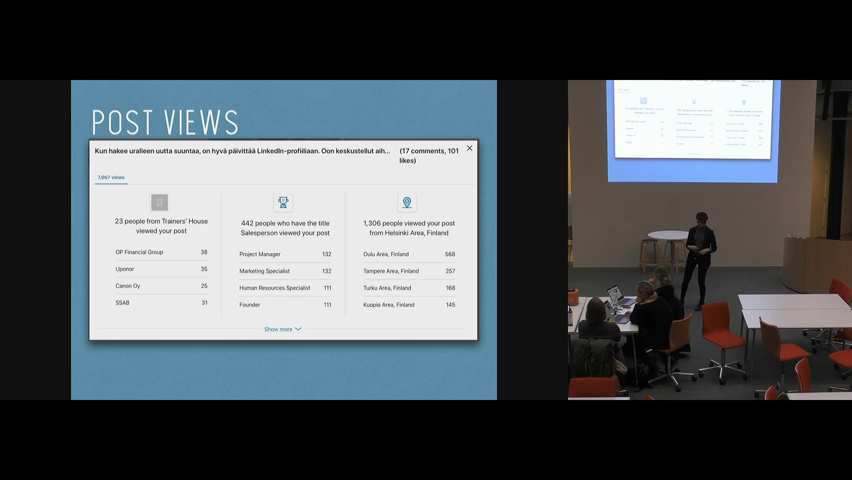 POST VIEWS
Kun hakee uralleen uutta suuntaa, on hyvä päivittää LinkedIn-profiiliaan. Oon keskustellut aih...
(17 comments, 101
likes)
7,067 views
23 people from Trainers' House
viewed your post
OP Financial Group 38
Uponor 35
Canon Oy 25
SSAB 31
442 people who have the title
Salesperson viewed your post
Project Manager 132
Marketing Specialist 132
Human Resources Specialist 111
Founder 111
1,306 people viewed your post
from Helsinki Area, Finland
Oulu Area, Finland 568
Tampere Area, Finland 257
Turku Area, Finland 168
Kuopio Area, Finland 145
Show more